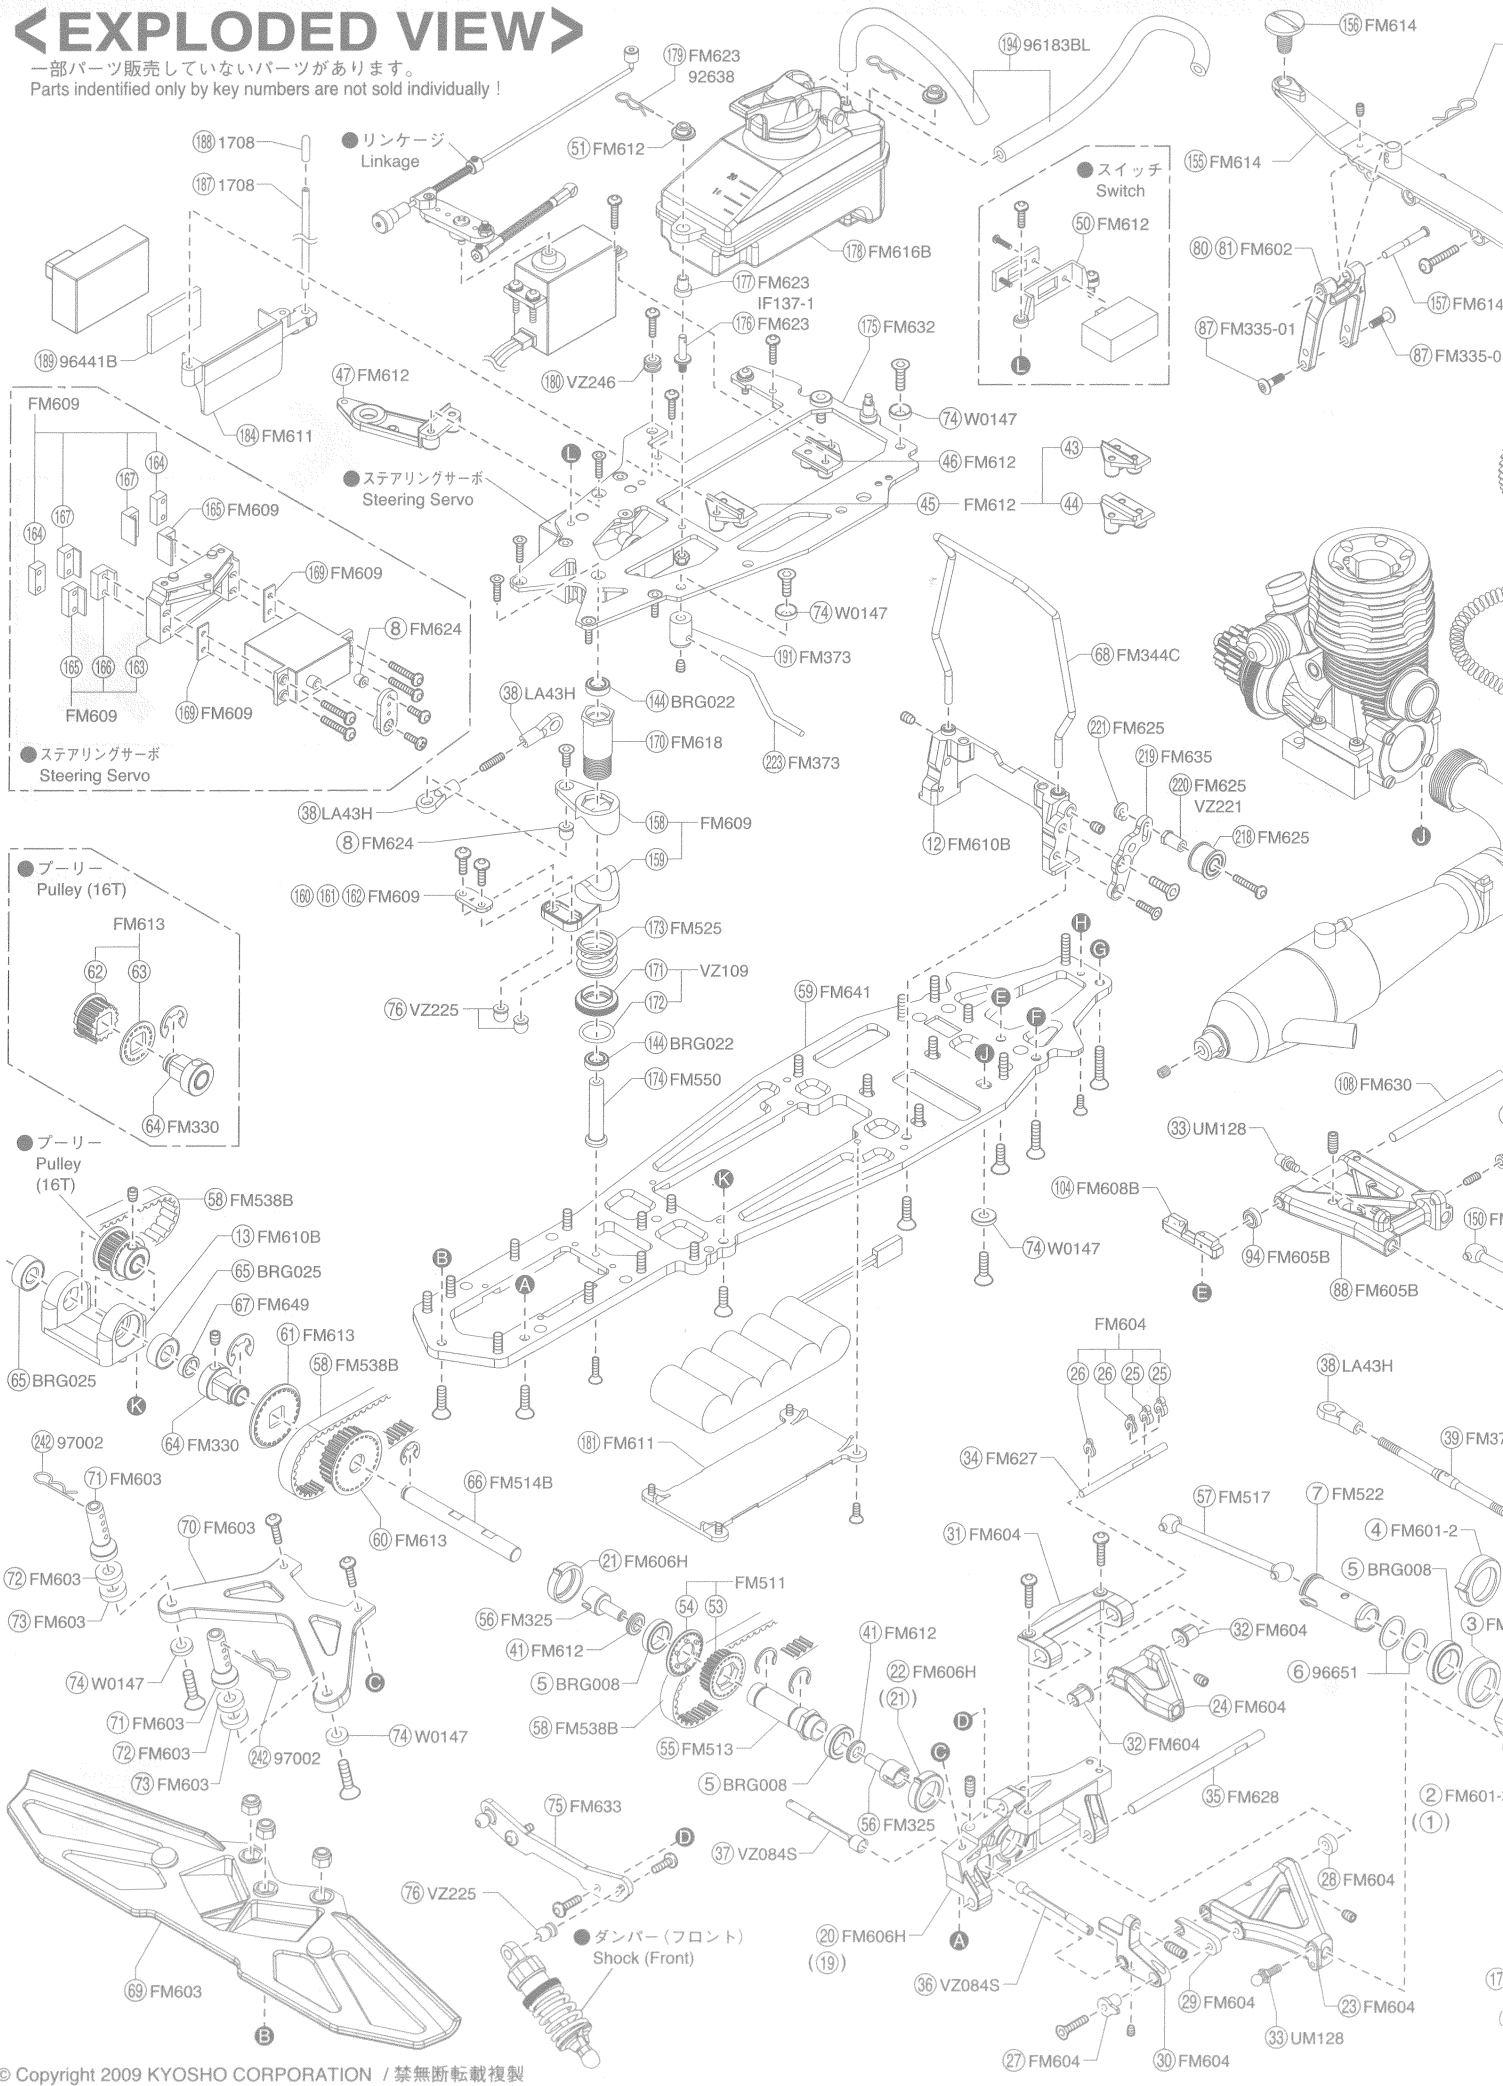 <EXPLODED VIEW>
一部パーツ販売していないパーツがあります。
Parts indentified only by key numbers are not sold individually !
179 FM623
92638
194 96183BL
156 FM614
188 1708
● リンケージ
Linkage
51 FM612
● スイッチ
Switch
155 FM614
187 1708
50 FM612
178 FM616B
80 81 FM602
177 FM623
IF137-1
157 FM614
176 FM623
175 FM632
87 FM335-01
189 96441B
180 VZ246
87 FM335-0
L
47 FM612
FM609
184 FM611
74 W0147
43
46 FM612
L
164
167
● ステアリングサーボ
Steering Servo
165 FM609
45 FM612
44
167
164
169 FM609
74 W0147
8 FM624
191 FM373
68 FM344C
165
166
163
38 LA43H
144 BRG022
FM609
169 FM609
170 FM618
221 FM625
223 FM373
219 FM635
● ステアリングサーボ
Steering Servo
220 FM625
VZ221
38 LA43H
158 FM609
J
8 FM624
12 FM610B
218 FM625
159
● プーリー
Pulley (16T)
160 161 162 FM609
FM613
173 FM525
H
G
62
63
171 VZ109
172
59 FM641
76 VZ225
E
F
144 BRG022
J
174 FM550
108 FM630
64 FM330
33 UM128
● プーリー
Pulley
(16T)
K
104 FM608B
58 FM538B
150 FM
13 FM610B
74 W0147
94 FM605B
65 BRG025
B
A
E
88 FM605B
67 FM649
61 FM613
FM604
58 FM538B
65 BRG025
26 26 25 25
38 LA43H
K
242 97002
64 FM330
181 FM611
39 FM37
34 FM627
71 FM603
66 FM514B
57 FM517
7 FM522
70 FM603
60 FM613
31 FM604
4 FM601-2
21 FM606H
5 BRG008
72 FM603
FM511
54 53
56 FM325
73 FM603
41 FM612
41 FM612
32 FM604
3 FM
74 W0147
22 FM606H
(21)
5 BRG008
6 96651
C
24 FM604
71 FM603
58 FM538B
D
74 W0147
72 FM603
242 97002
55 FM513
C
32 FM604
73 FM603
5 BRG008
35 FM628
75 FM633
2 FM601-
(1)
56 FM325
D
37 VZ084S
28 FM604
76 VZ225
● ダンパー(フロント)
Shock (Front)
20 FM606H
(19)
A
36 VZ084S
17
69 FM603
29 FM604
23 FM604
B
33 UM128
27 FM604
30 FM604
© Copyright 2009 KYOSHO CORPORATION / 禁無断転載複製